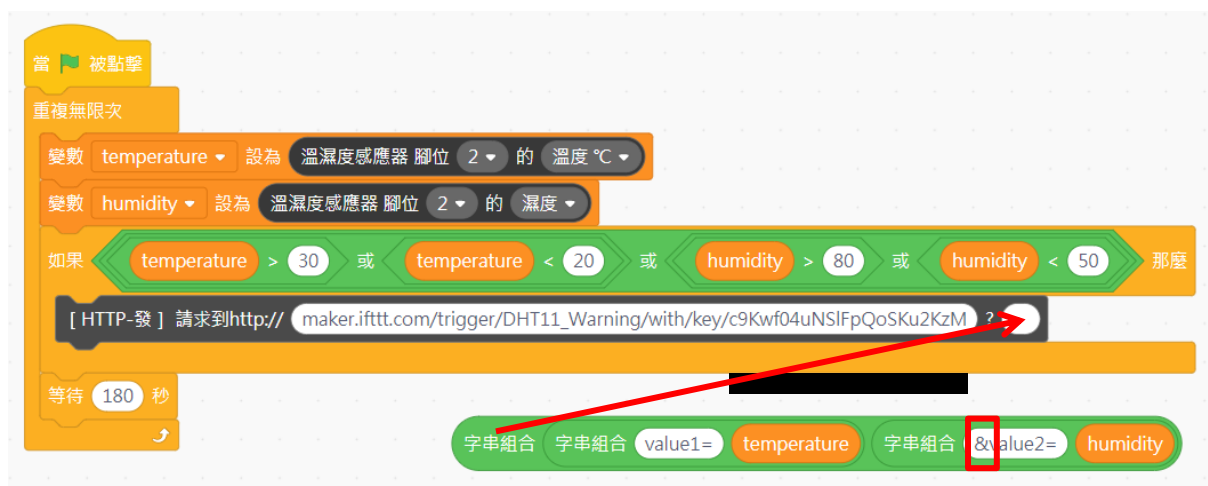 當 被點擊
重複無限次
變數 temperature 設為 溫濕度感應器 腳位 2 的 溫度 ℃
變數 humidity 設為 溫濕度感應器 腳位 2 的 濕度
如果 temperature > 30 或 temperature < 20 或 humidity > 80 或 humidity < 50 那麼
[ HTTP-發 ] 請求到http:// maker.ifttt.com/trigger/DHT11_Warning/with/key/c9Kwf04uNSlFpQoSKu2KzM ?
等待 180 秒
字串組合 字串組合 value1= temperature 字串組合 &value2= humidity